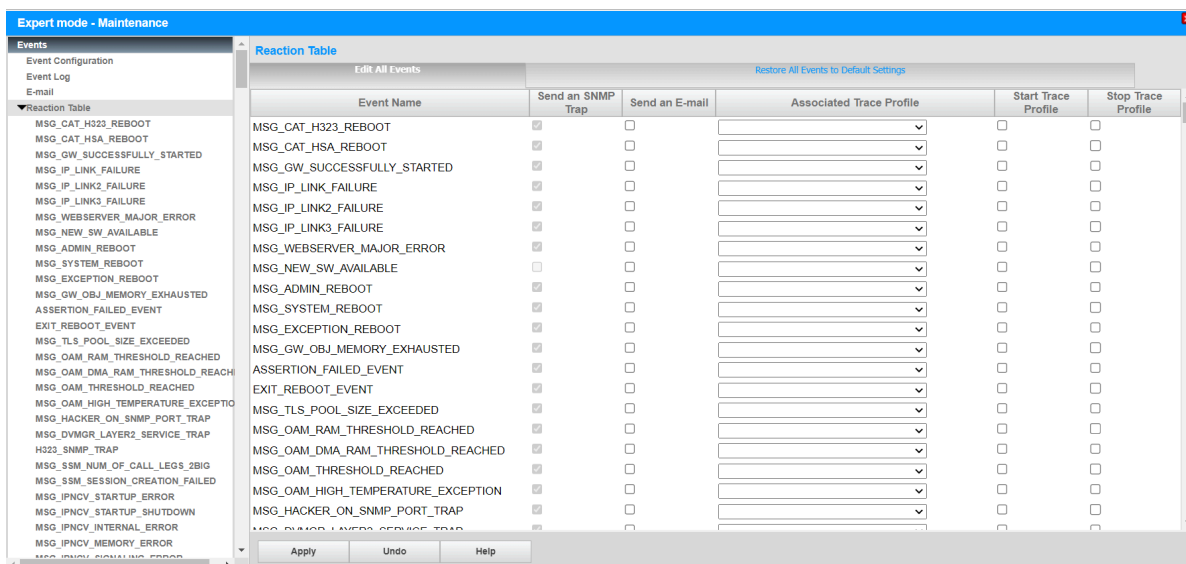 Expert mode - Maintenance
Events
Event Configuration
Event Log
E-mail
Reaction Table
MSG_CAT_H323_REBOOT
MSG_CAT_HSA_REBOOT
MSG_GW_SUCCESSFULLY_STARTED
MSG_IP_LINK_FAILURE
MSG_IP_LINK2_FAILURE
MSG_IP_LINK3_FAILURE
MSG_WEBSERVER_MAJOR_ERROR
MSG_NEW_SW_AVAILABLE
MSG_ADMIN_REBOOT
MSG_SYSTEM_REBOOT
MSG_EXCEPTION_REBOOT
MSG_GW_OBJ_MEMORY_EXHAUSTED
ASSERTION_FAILED_EVENT
EXIT_REBOOT_EVENT
MSG_TLS_POOL_SIZE_EXCEEDED
MSG_OAM_RAM_THRESHOLD_REACHED
MSG_OAM_DMA_RAM_THRESHOLD_REACH
MSG_OAM_THRESHOLD_REACHED
MSG_OAM_HIGH_TEMPERATURE_EXCEPTIO
MSG_HACKER_ON_SNMP_PORT_TRAP
MSG_DVMGR_LAYER2_SERVICE_TRAP
H323_SNMP_TRAP
MSG_SSM_NUM_OF_CALL_LEGS_2BIG
MSG_SSM_SESSION_CREATION_FAILED
MSG_IPNCV_STARTUP_ERROR
MSG_IPNCV_STARTUP_SHUTDOWN
MSG_IPNCV_INTERNAL_ERROR
MSG_IPNCV_MEMORY_ERROR
MSG_IPNCV_SIGNALING_ERROR
Reaction Table
Edit All Events
Restore All Events to Default Settings
Event Name
Send an SNMP
Trap
Send an E-mail
Associated Trace Profile
Start Trace
Profile
Stop Trace
Profile
MSG_CAT_H323_REBOOT
MSG_CAT_HSA_REBOOT
MSG_GW_SUCCESSFULLY_STARTED
MSG_IP_LINK_FAILURE
MSG_IP_LINK2_FAILURE
MSG_IP_LINK3_FAILURE
MSG_WEBSERVER_MAJOR_ERROR
MSG_NEW_SW_AVAILABLE
MSG_ADMIN_REBOOT
MSG_SYSTEM_REBOOT
MSG_EXCEPTION_REBOOT
MSG_GW_OBJ_MEMORY_EXHAUSTED
ASSERTION_FAILED_EVENT
EXIT_REBOOT_EVENT
MSG_TLS_POOL_SIZE_EXCEEDED
MSG_OAM_RAM_THRESHOLD_REACHED
MSG_OAM_DMA_RAM_THRESHOLD_REACHED
MSG_OAM_THRESHOLD_REACHED
MSG_OAM_HIGH_TEMPERATURE_EXCEPTION
MSG_HACKER_ON_SNMP_PORT_TRAP
MSG_DVMGR_LAYER2_SERVICE_TRAP
Apply
Undo
Help